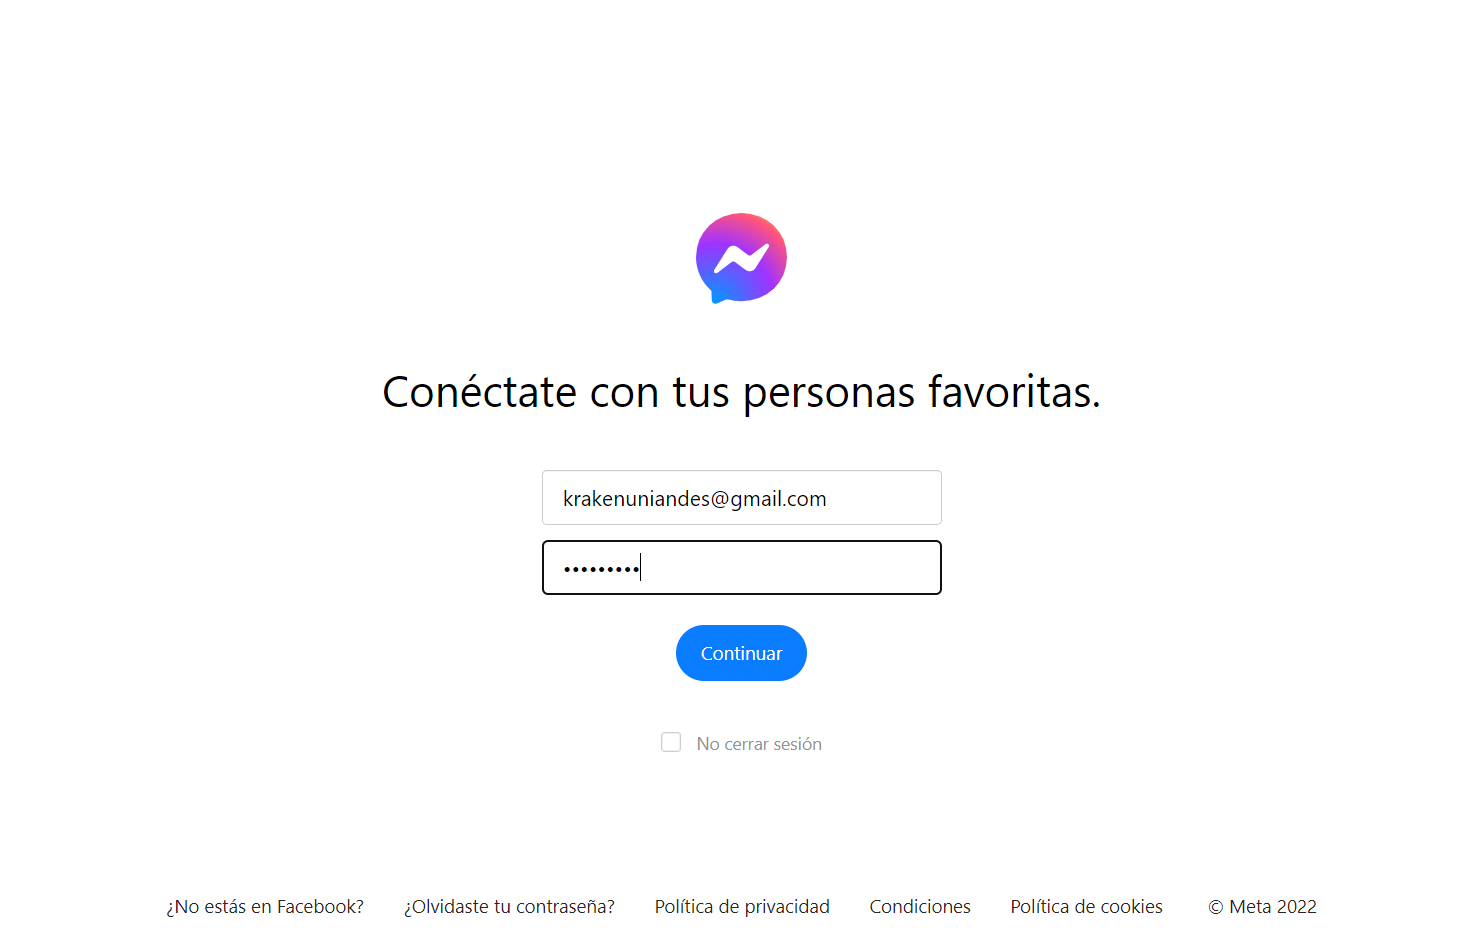 Conéctate con tus personas favoritas.
krakenuniandes@gmail.com
•••••••••
Continuar
No cerrar sesión
¿No estás en Facebook? ¿Olvidaste tu contraseña? Política de privacidad Condiciones Política de cookies © Meta 2022